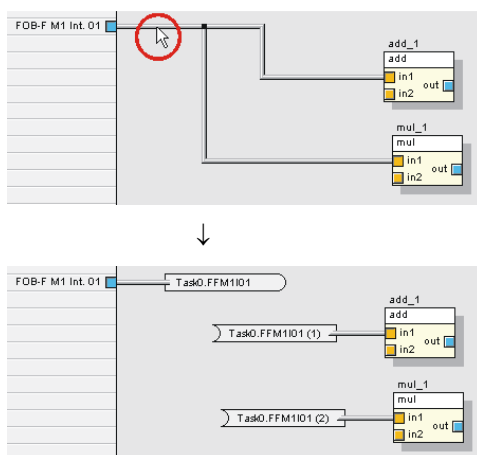 FOB-F M1 Int. 01
add_1
add
in1
out
in2
mul_1
mul
in1
out
in2
↓
FOB-F M1 Int. 01
Task0.FFM1I01
add_1
add
Task0.FFM1I01 (1)
in1
out
in2
mul_1
mul
Task0.FFM1I01 (2)
in1
out
in2